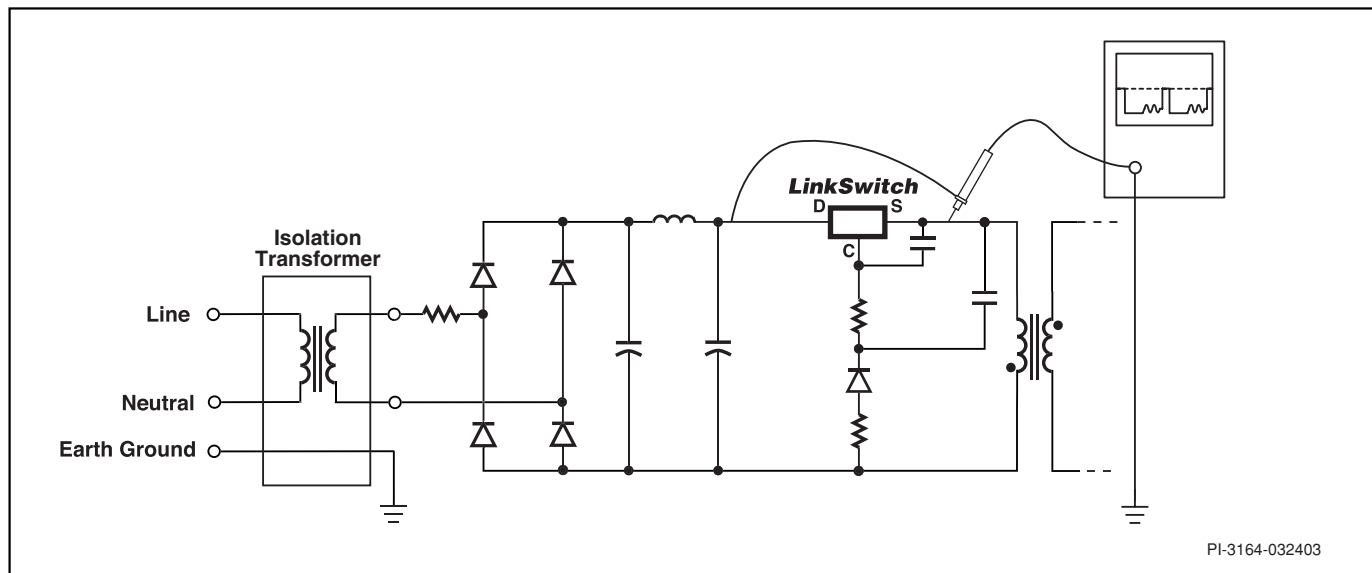 LinkSwitch
D
S
C
Isolation
Transformer
Line
Neutral
Earth Ground
PI-3164-032403